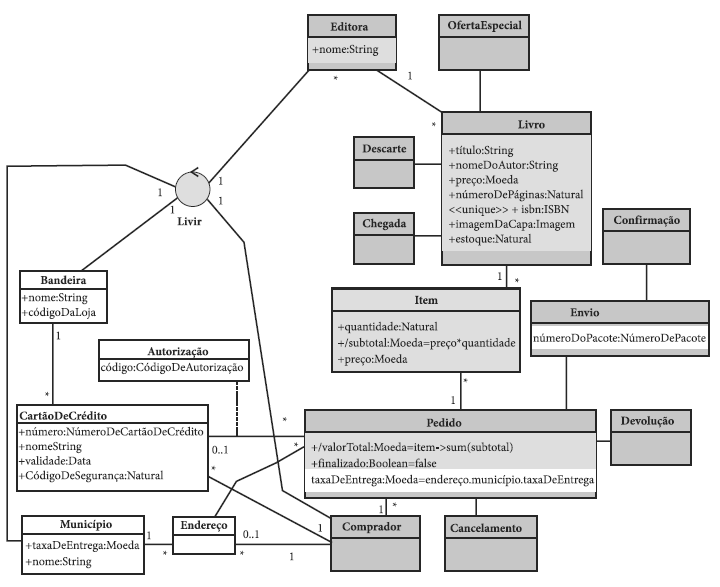 Editora
+nome:String
OfertaEspecial
*
1
*
Livro
+título:String
+nomeDoAutor:String
+preço:Moeda
+númeroDePáginas:Natural
<<unique>> + isbn:ISBN
+imagemDaCapa:Imagem
+estoque:Natural
Descarte
Chegada
1
1
1
1
Livir
Confirmação
Bandeira
+nome:String
+códigoDaLoja
1
*
Item
+quantidade:Natural
+/subtotal:Moeda=preço*quantidade
+preço:Moeda
Envio
númeroDoPacote:NúmeroDePacote
1
*
Autorização
código:CódigoDeAutorização
*
1
CartãoDeCrédito
+número:NúmeroDeCartãoDeCrédito
+nomeString
+validade:Data
+CódigoDeSegurança:Natural
*
*
0..1
*
Pedido
+/valorTotal:Moeda=item->sum(subtotal)
+finalizado:Boolean=false
taxaDeEntrega:Moeda=endereço.município.taxaDeEntrega
Devolução
1
*
Município
+taxaDeEntrega:Moeda
+nome:String
1
*
Endereço
0..1
*
1
1
Comprador
Cancelamento